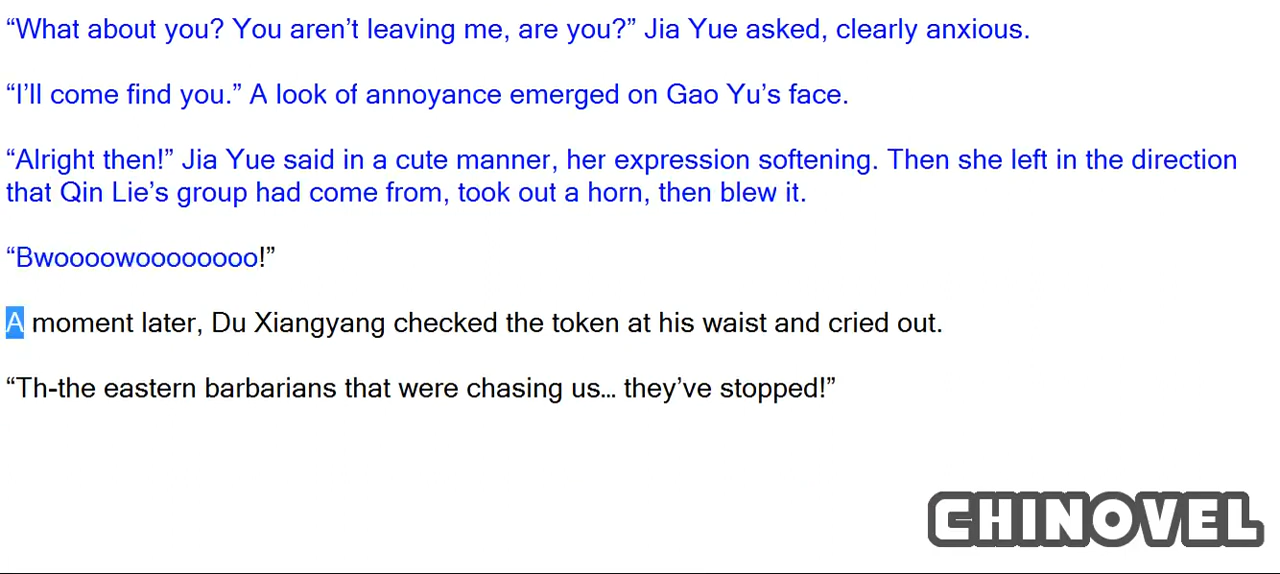 “What about you? You aren’t leaving me, are you?” Jia Yue asked, clearly anxious.
“I’ll come find you.” A look of annoyance emerged on Gao Yu’s face.
“Alright then!” Jia Yue said in a cute manner, her expression softening. Then she left in the direction
that Qin Lie’s group had come from, took out a horn, then blew it.
“Bwoooowoooooooo!”
A moment later, Du Xiangyang checked the token at his waist and cried out.
“Th-the eastern barbarians that were chasing us… they’ve stopped!”
CHINOVEL